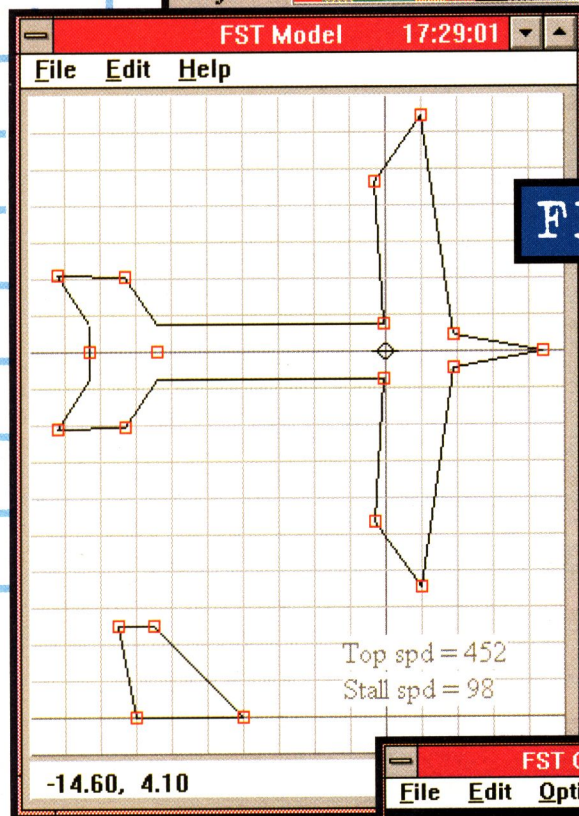 FST Model 17:29:01
File Edit Help
Top spd = 452
Stall spd = 98
-14.60, 4.10
FST
File Edit